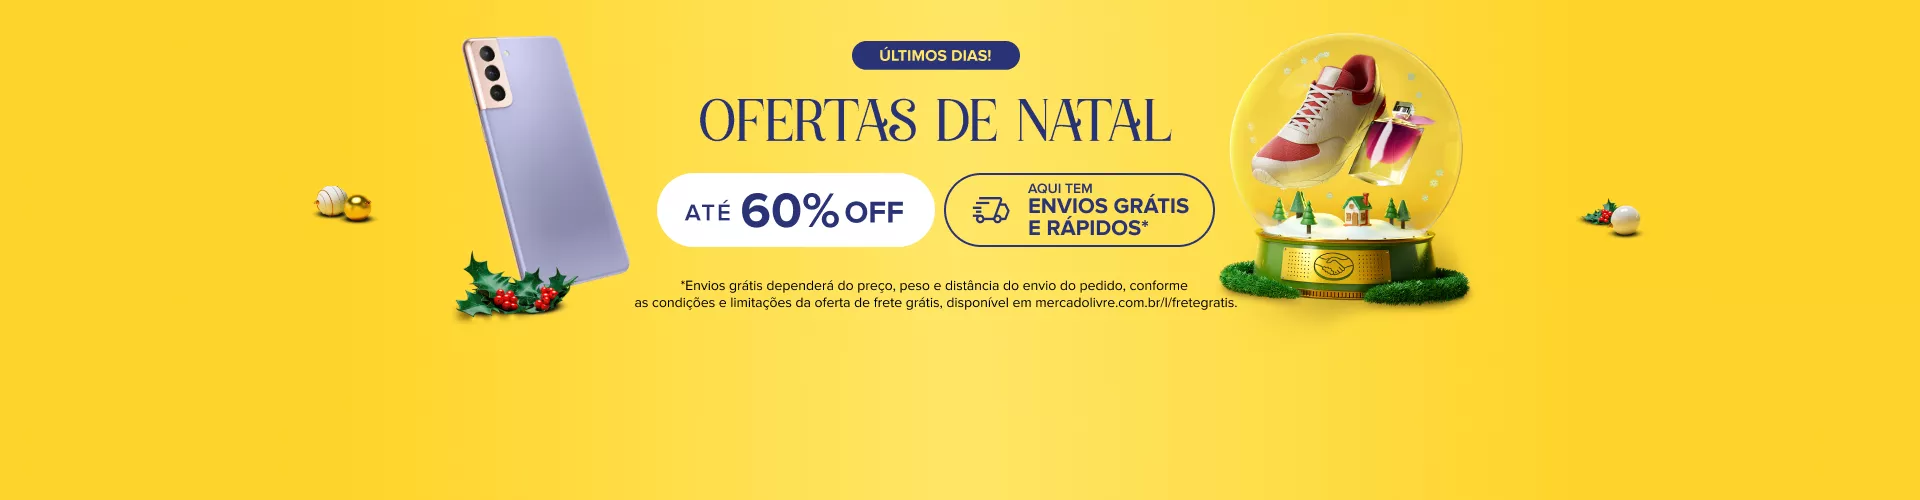 ÚLTIMOS DIAS!
OFERTAS DE NATAL
ATÉ 60% OFF
AQUI TEM
ENVIOS GRÁTIS
E RÁPIDOS*
*Envios grátis dependerá do preço, peso e distância do envio do pedido, conforme
as condições e limitações da oferta de frete grátis, disponível em mercadolivre.com.br/l/fretegratis.